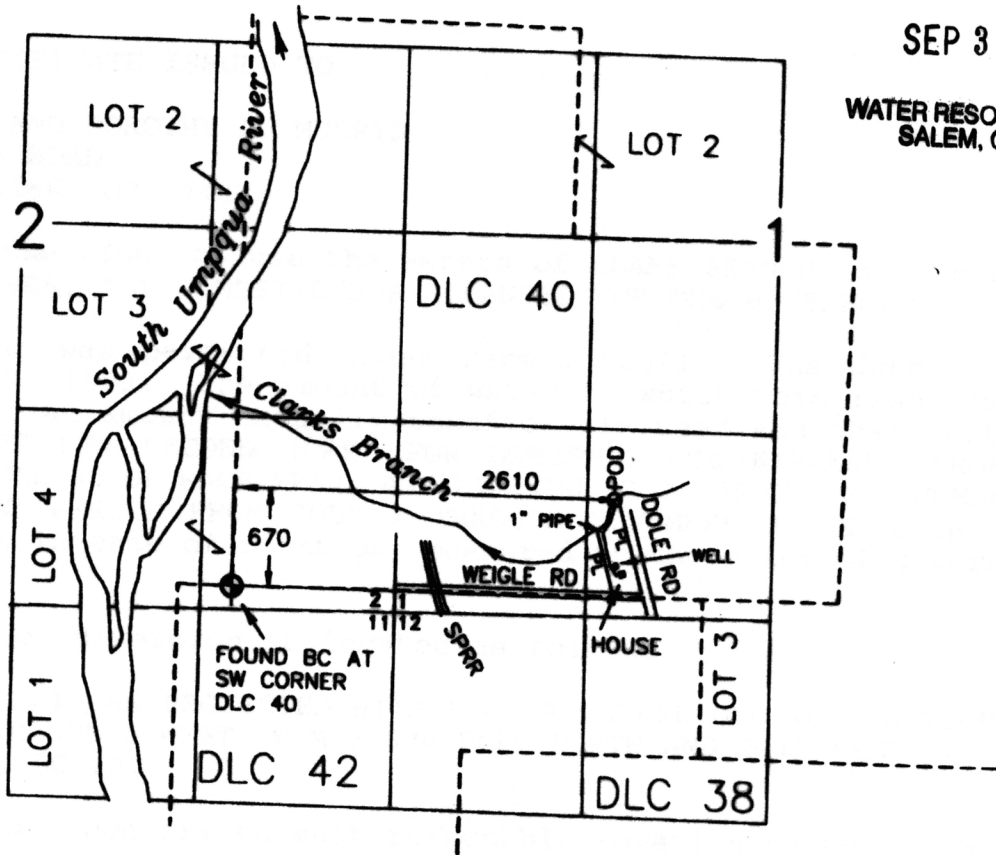 SEP 3
WATER RESO
SALEM, O
LOT 2
LOT 2
2
1
South Umpqua River
LOT 3
DLC 40
Clarks Branch
2610
POD
1" PIPE
DOLE RD
670
LOT 4
PL
PL
WELL
WEIGLE RD
2 1
11 12
SPRR
HOUSE
FOUND BC AT
SW CORNER
DLC 40
LOT 3
LOT 1
DLC 42
DLC 38